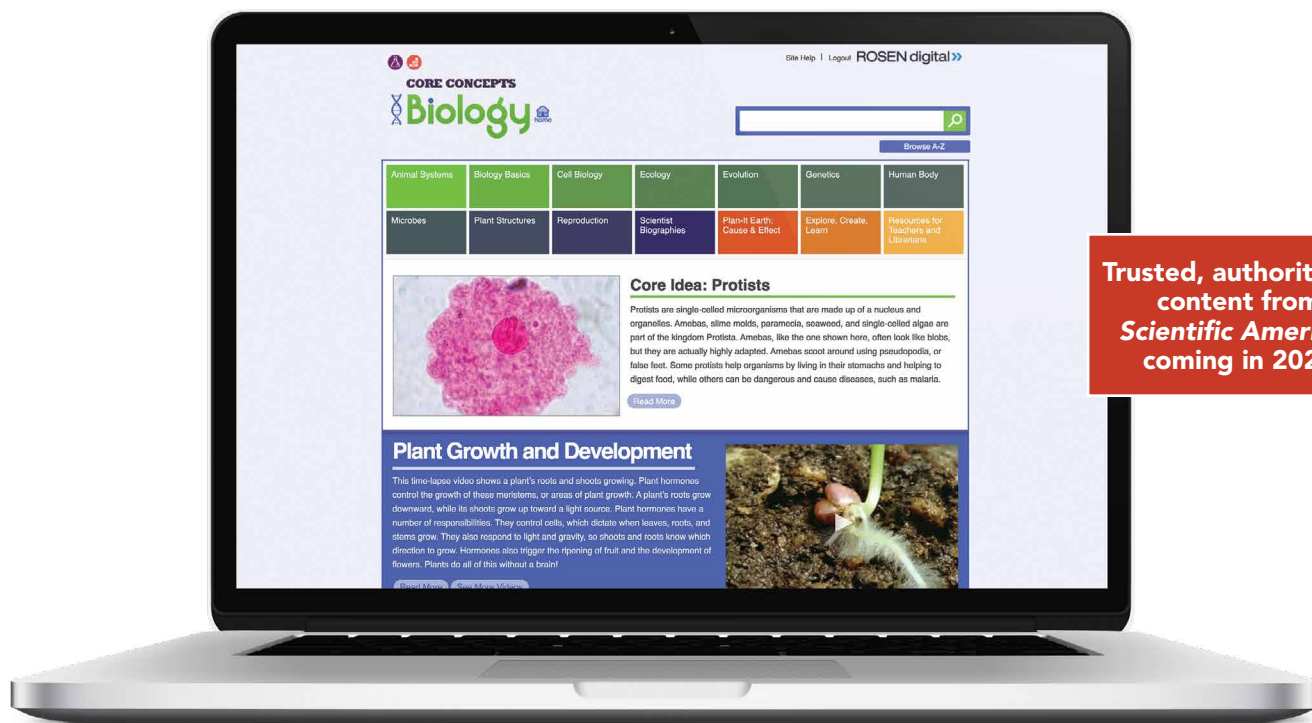 Site Help | Logout ROSEN digital»
CORE CONCEPTS
Biology
home
Browse A-Z
Animal Systems
Biology Basics
Cell Biology
Ecology
Evolution
Genetics
Human Body
Microbes
Plant Structures
Reproduction
Scientist
Biographies
Plan-It Earth:
Cause & Effect
Explore, Create,
Learn
Resources for
Teachers and
Librarians
Core Idea: Protists
Protists are single-celled microorganisms that are made up of a nucleus and
organelles. Amebas, slime molds, paramecia, seaweed, and single-celled algae are
part of the kingdom Protista. Amebas, like the one shown here, often look like blobs,
but they are actually highly adapted. Amebas scoot around using pseudopodia, or
false feet. Some protists help organisms by living in their stomachs and helping to
digest food, while others can be dangerous and cause diseases, such as malaria.
Read More
Plant Growth and Development
This time-lapse video shows a plant's roots and shoots growing. Plant hormones
control the growth of these meristems, or areas of plant growth. A plant's roots grow
downward, while its shoots grow up toward a light source. Plant hormones have a
number of responsibilities. They control cells, which dictate when leaves, roots, and
stems grow. They also respond to light and gravity, so shoots and roots know which
direction to grow. Hormones also trigger the ripening of fruit and the development of
flowers. Plants do all of this without a brain!
Read More
See More Videos
Trusted,
content from
Scientific
coming in